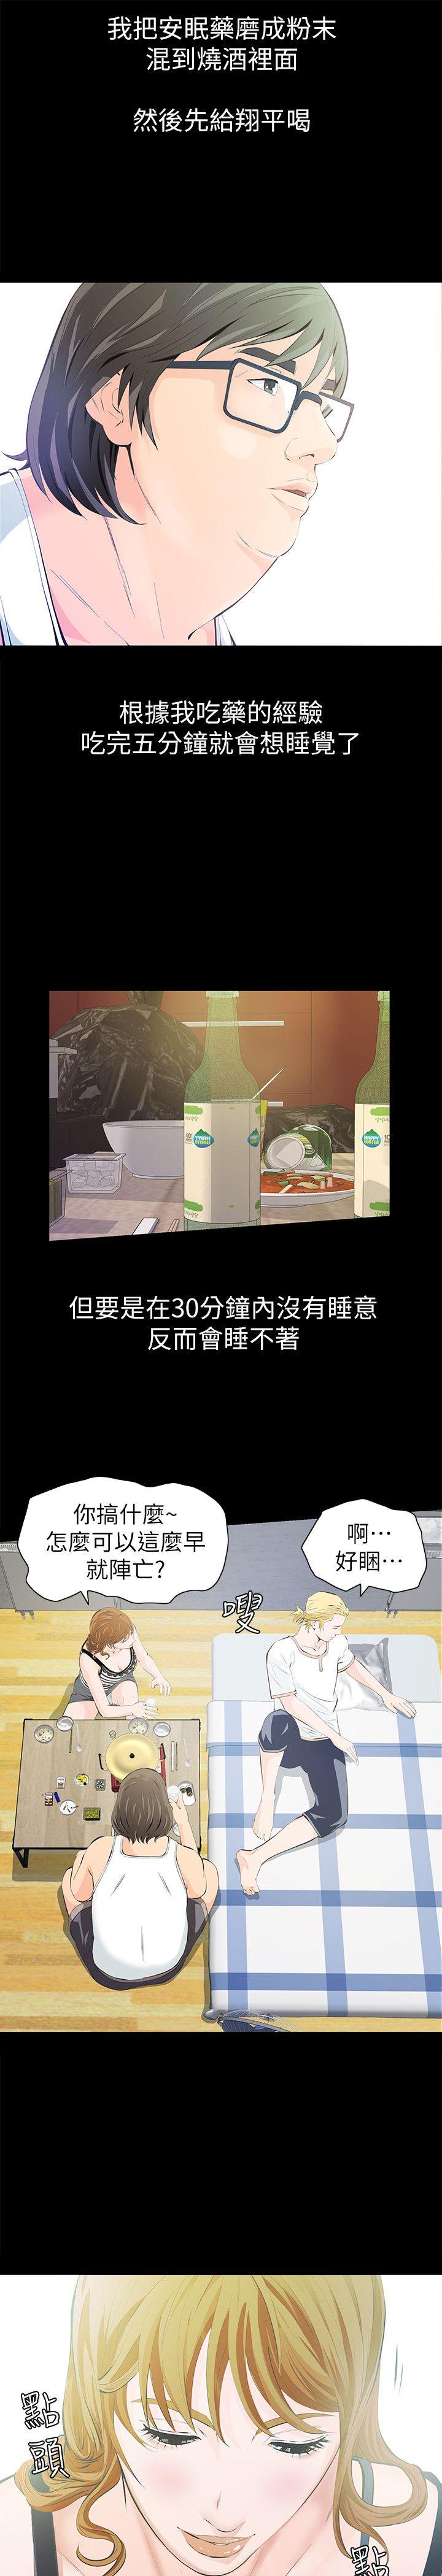 我把安眠藥磨成粉末
混到燒酒裡面
然後先給翔平喝
根據我吃藥的經驗
吃完五分鐘就會想睡覺了
但要是在30分鐘內沒有睡意
反而會睡不著
你搞什麼~
怎麼可以這麼早
就陣亡?
啊…
好睏…
嗖
點
頭
點